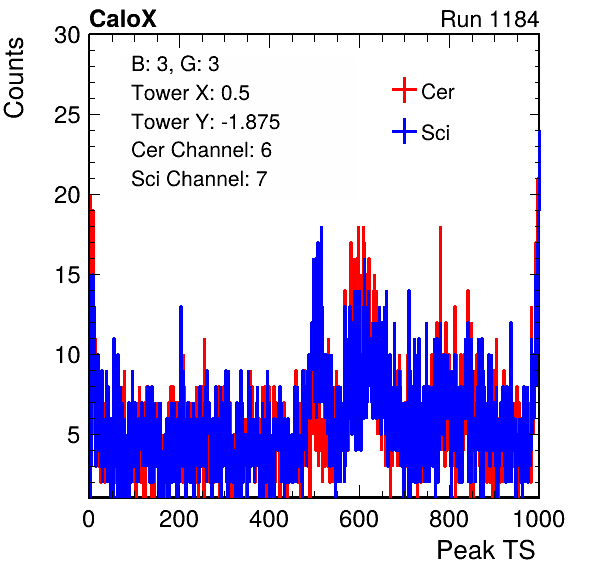 CaloX Run 1184
Counts
30
25
20
15
10
5
B: 3, G: 3
Tower X: 0.5
Tower Y: -1.875
Cer Channel: 6
Sci Channel: 7
Cer
Sci
0 200 400 600 800 1000
Peak TS